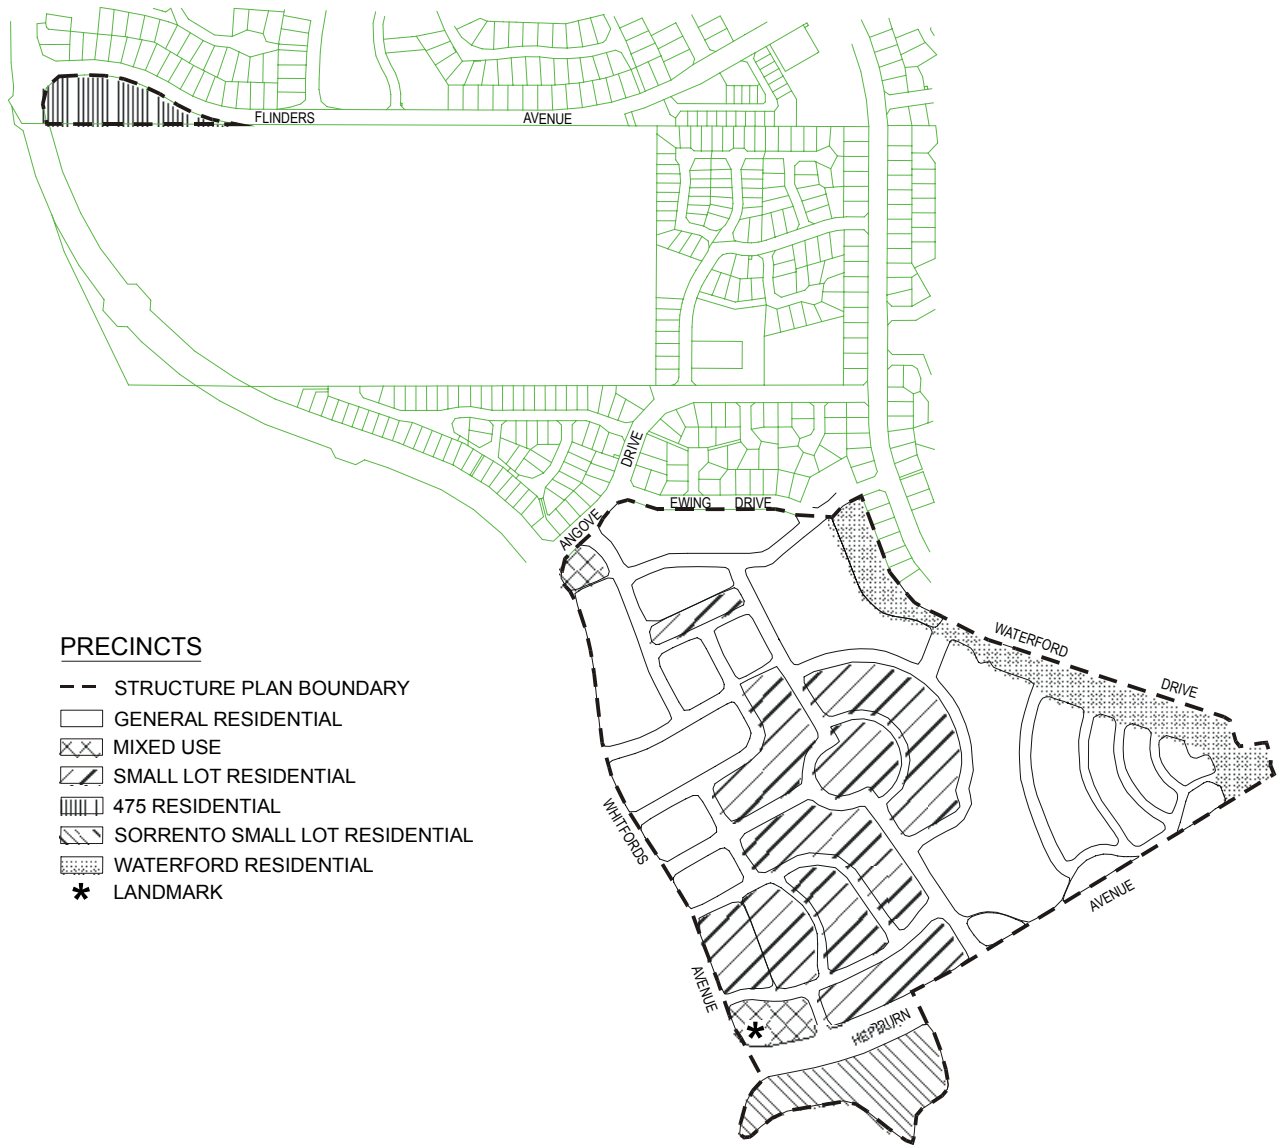 FLINDERS AVENUE
DRIVE
EWING DRIVE
ANGOVE
WATERFORD
DRIVE
PRECINCTS
STRUCTURE PLAN BOUNDARY
GENERAL RESIDENTIAL
MIXED USE
SMALL LOT RESIDENTIAL
475 RESIDENTIAL
SORRENTO SMALL LOT RESIDENTIAL
WATERFORD RESIDENTIAL
* LANDMARK
WHITFORDS
AVENUE
AVENUE
*
HEPBURN